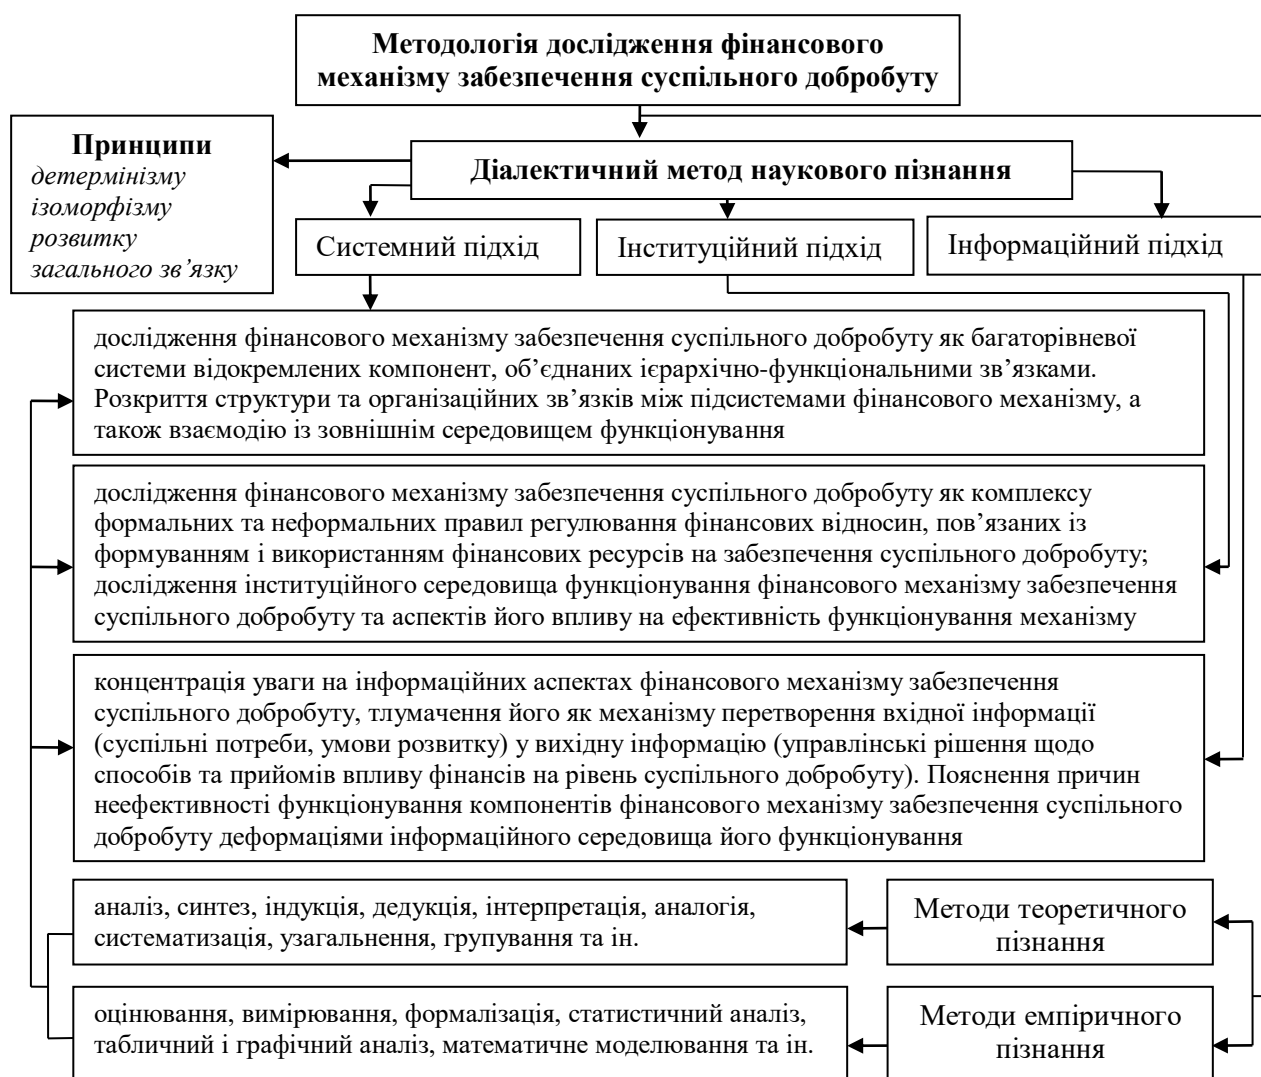 Методологія дослідження фінансового
механізму забезпечення суспільного добробуту
Принципи
детермінізму
ізоморфізму
розвитку
загального зв’язку
Діалектичний метод наукового пізнання
Системний підхід
Інституційний підхід
Інформаційний підхід
дослідження фінансового механізму забезпечення суспільного добробуту як багаторівневої
системи відокремлених компонент, об’єднаних ієрархічно-функціональними зв’язками.
Розкриття структури та організаційних зв’язків між підсистемами фінансового механізму, а
також взаємодію із зовнішнім середовищем функціонування
дослідження фінансового механізму забезпечення суспільного добробуту як комплексу
формальних та неформальних правил регулювання фінансових відносин, пов’язаних із
формуванням і використанням фінансових ресурсів на забезпечення суспільного добробуту;
дослідження інституційного середовища функціонування фінансового механізму забезпечення
суспільного добробуту та аспектів його впливу на ефективність функціонування механізму
концентрація уваги на інформаційних аспектах фінансового механізму забезпечення
суспільного добробуту, тлумачення його як механізму перетворення вхідної інформації
(суспільні потреби, умови розвитку) у вихідну інформацію (управлінські рішення щодо
способів та прийомів впливу фінансів на рівень суспільного добробуту). Пояснення причин
неефективності функціонування компонентів фінансового механізму забезпечення суспільного
добробуту деформаціями інформаційного середовища його функціонування
аналіз, синтез, індукція, дедукція, інтерпретація, аналогія,
систематизація, узагальнення, групування та ін.
Методи теоретичного
пізнання
оцінювання, вимірювання, формалізація, статистичний аналіз,
табличний і графічний аналіз, математичне моделювання та ін.
Методи емпіричного
пізнання